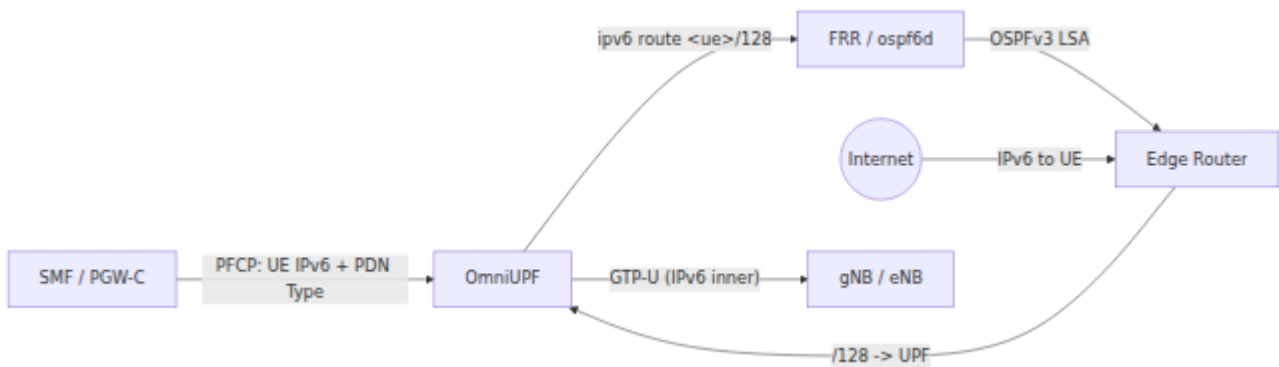 ipv6 route <ue>/128
FRR / ospf6d
OSPFv3 LSA
Internet
IPv6 to UE
Edge Router
SMF / PGW-C
PFCP: UE IPv6 + PDN
Type
OmniUPF
GTP-U (IPv6 inner)
gNB / eNB
/128 -> UPF